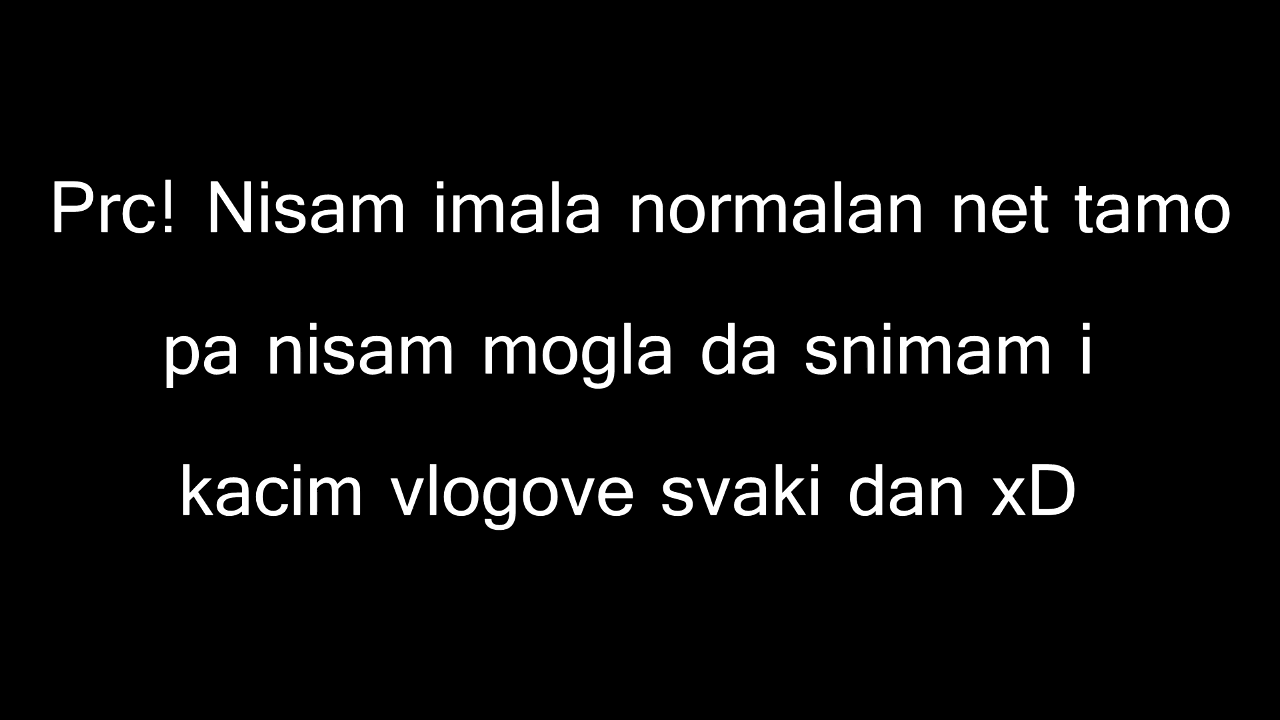 Prc! Nisam imala normalan net tamo
pa nisam mogla da snimam i
kacim vlogove svaki dan xD